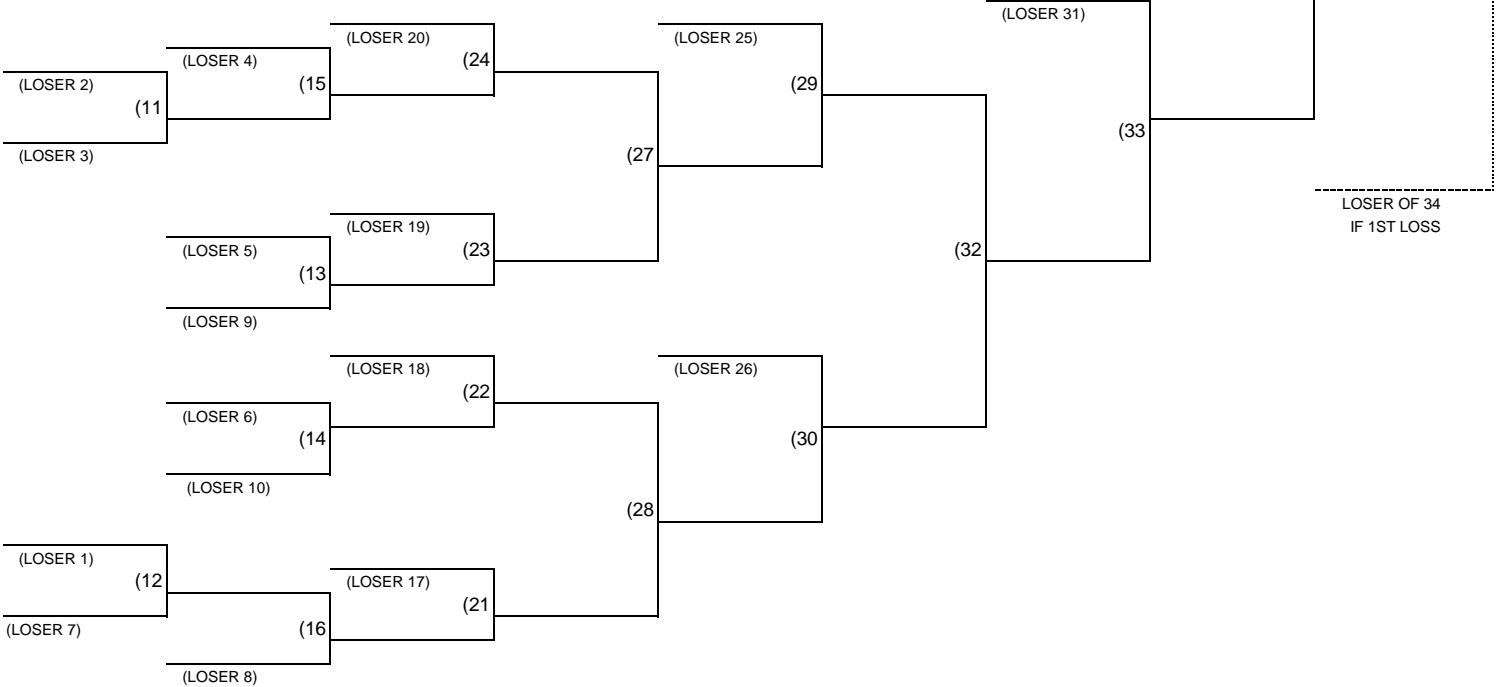 (LOSER 31)
(LOSER 20)
(LOSER 25)
(LOSER 4)
(24
(LOSER 2)
(15
(29
(11
(33
(LOSER 3)
(27
LOSER OF 34
IF 1ST LOSS
(LOSER 19)
(LOSER 5)
(23
(32
(13
(LOSER 9)
(LOSER 18)
(LOSER 26)
(22
(LOSER 6)
(14
(30
(LOSER 10)
(28
(LOSER 1)
(12
(LOSER 17)
(21
(LOSER 7)
(16
(LOSER 8)